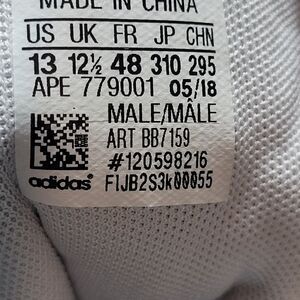 MADE IN CHINA
US UK FR JP CHN
13 12½ 48 310 295
APE 779001 05/18
MALE/MÂLE
ART BB7159
#120598216
adidas F1JB2S3k00055